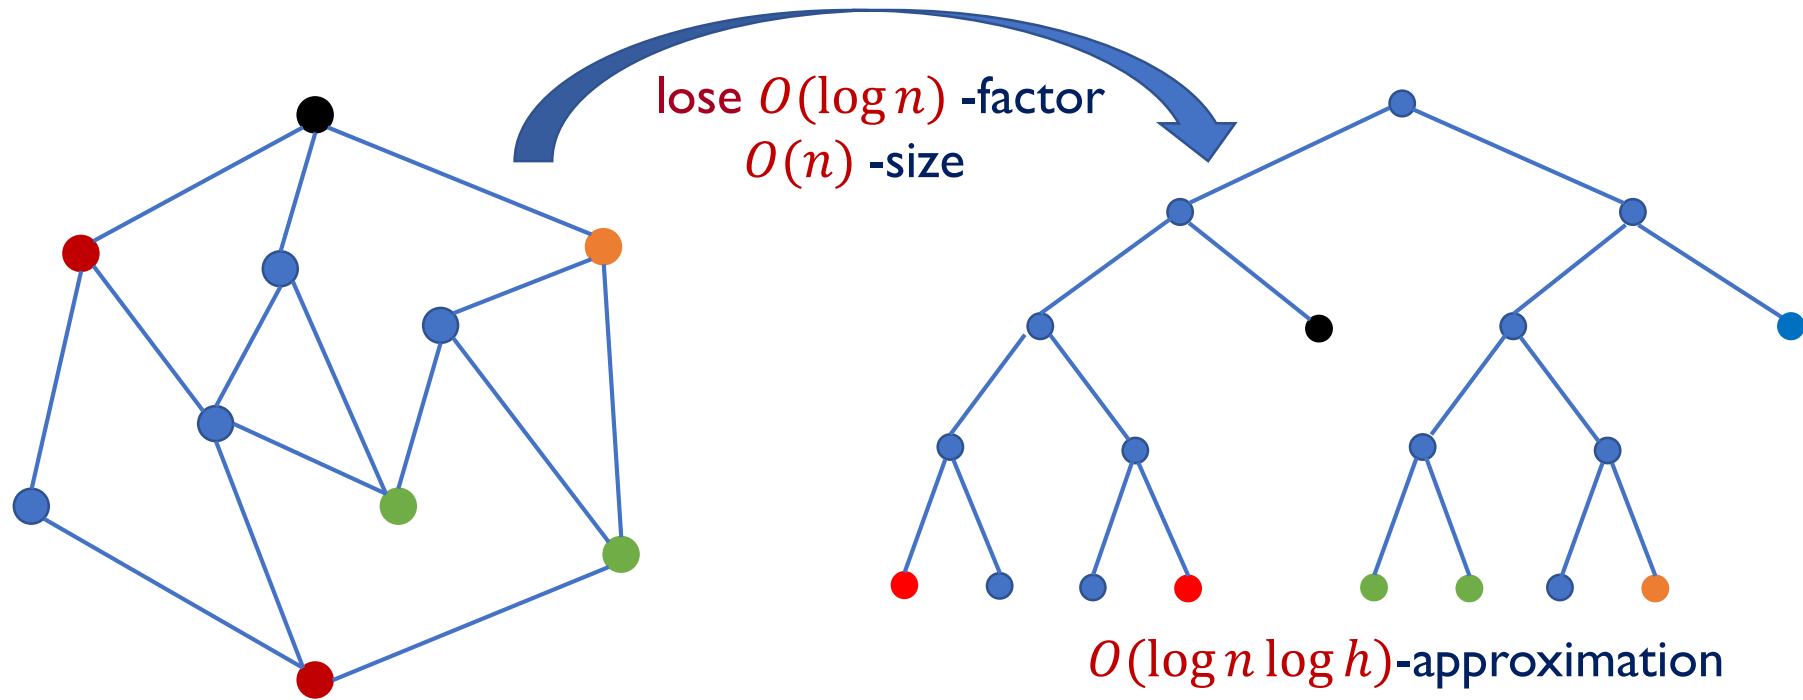 lose O(log n) -factor
O(n) -size
O(log n log h)-approximation